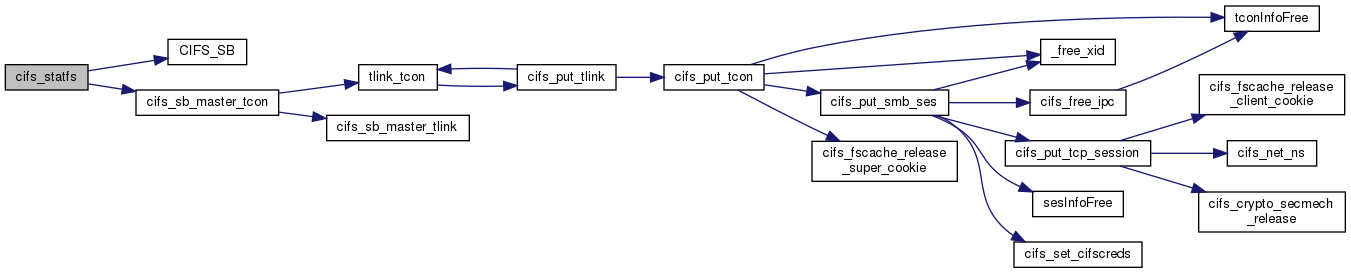 cifs_statfs
CIFS_SB
cifs_sb_master_tcon
tlink_tcon
cifs_sb_master_tlink
cifs_put_tlink
cifs_put_tcon
cifs_put_smb_ses
cifs_fscache_release
_super_cookie
tconInfoFree
_free_xid
cifs_free_ipc
cifs_put_tcp_session
sesInfoFree
cifs_set_cifscreds
cifs_fscache_release
_client_cookie
cifs_net_ns
cifs_crypto_secmech
_release